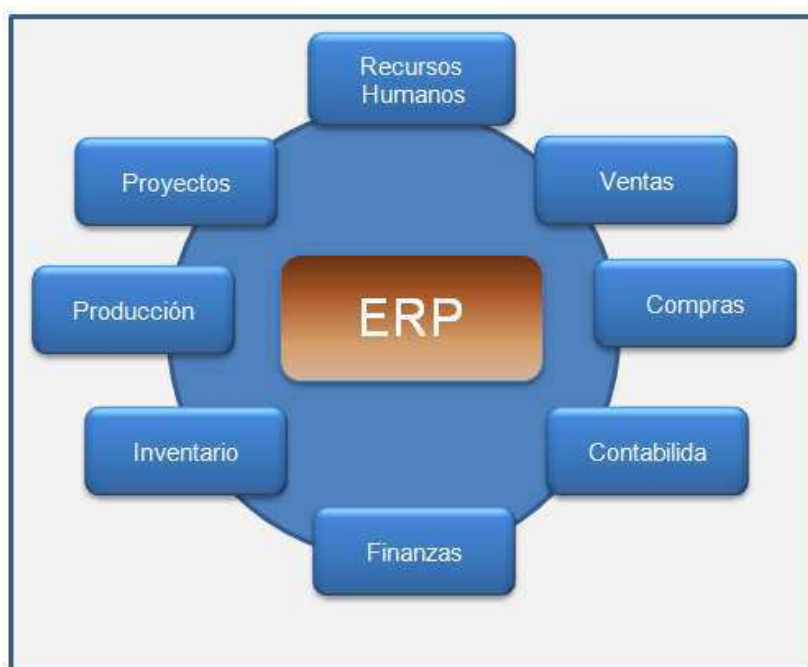 Recursos
Humanos
Proyectos
Ventas
ERP
Producción
Compras
Inventario
Contabilida
Finanzas